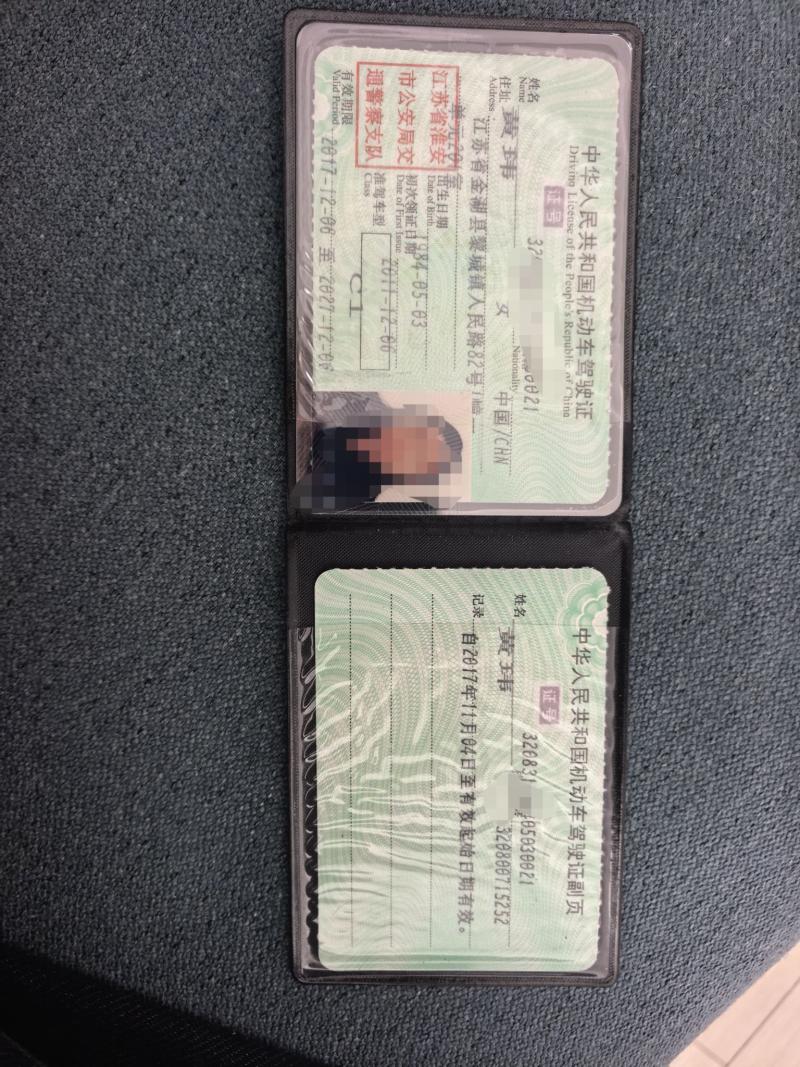 中华人民共和国机动车驾驶证
Driving License of the People's Republic of China
证号
姓名 黄玮 女 中国/CHN
Name Nationality
住址 江苏省金湖县黎城镇人民路82号
Address
江苏省淮安
市公安局交
通警察支队
出生日期 1984-05-03
Date of Birth
初次领证日期 2011-12-06
Date of First Issue
准驾车型 C1
Class
有效期限 2017-12-06 至 2027-12-06
Valid Period
中华人民共和国机动车驾驶证副页
证号 320831 05030021
姓名 黄玮 320800715252
记录 自2017年11月04日至有效起始日期有效。